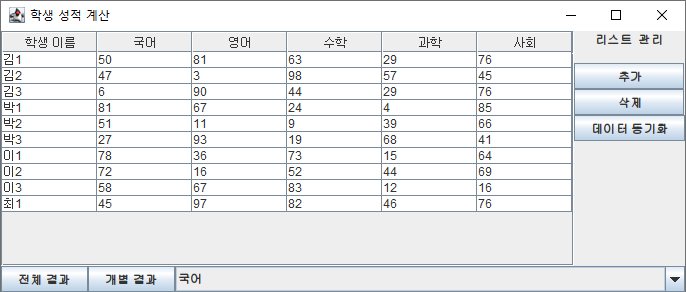 학생 성적 계산
학생 이름 국어 영어 수학 과학 사회
김1 50 81 63 29 76
김2 47 3 98 57 45
김3 6 90 44 29 76
박1 81 67 24 4 85
박2 51 11 9 39 66
박3 27 93 19 68 41
이1 78 36 73 15 64
이2 72 16 52 44 69
이3 58 67 83 12 16
최1 45 97 82 46 76
리스트 관리
추가
삭제
데이터 동기화
전체 결과 개별 결과 국어